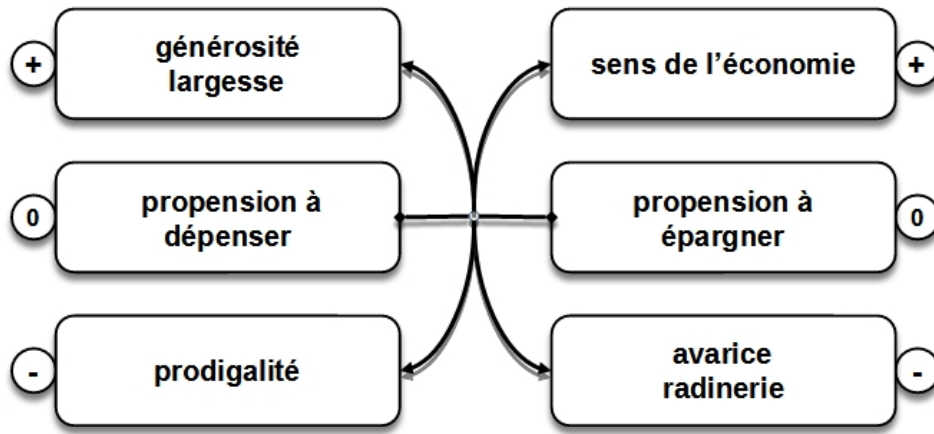 +
générosité
largesse
sens de l'économie
+
0
propension à
dépenser
propension à
épargner
0
-
prodigalité
avarice
radinerie
-